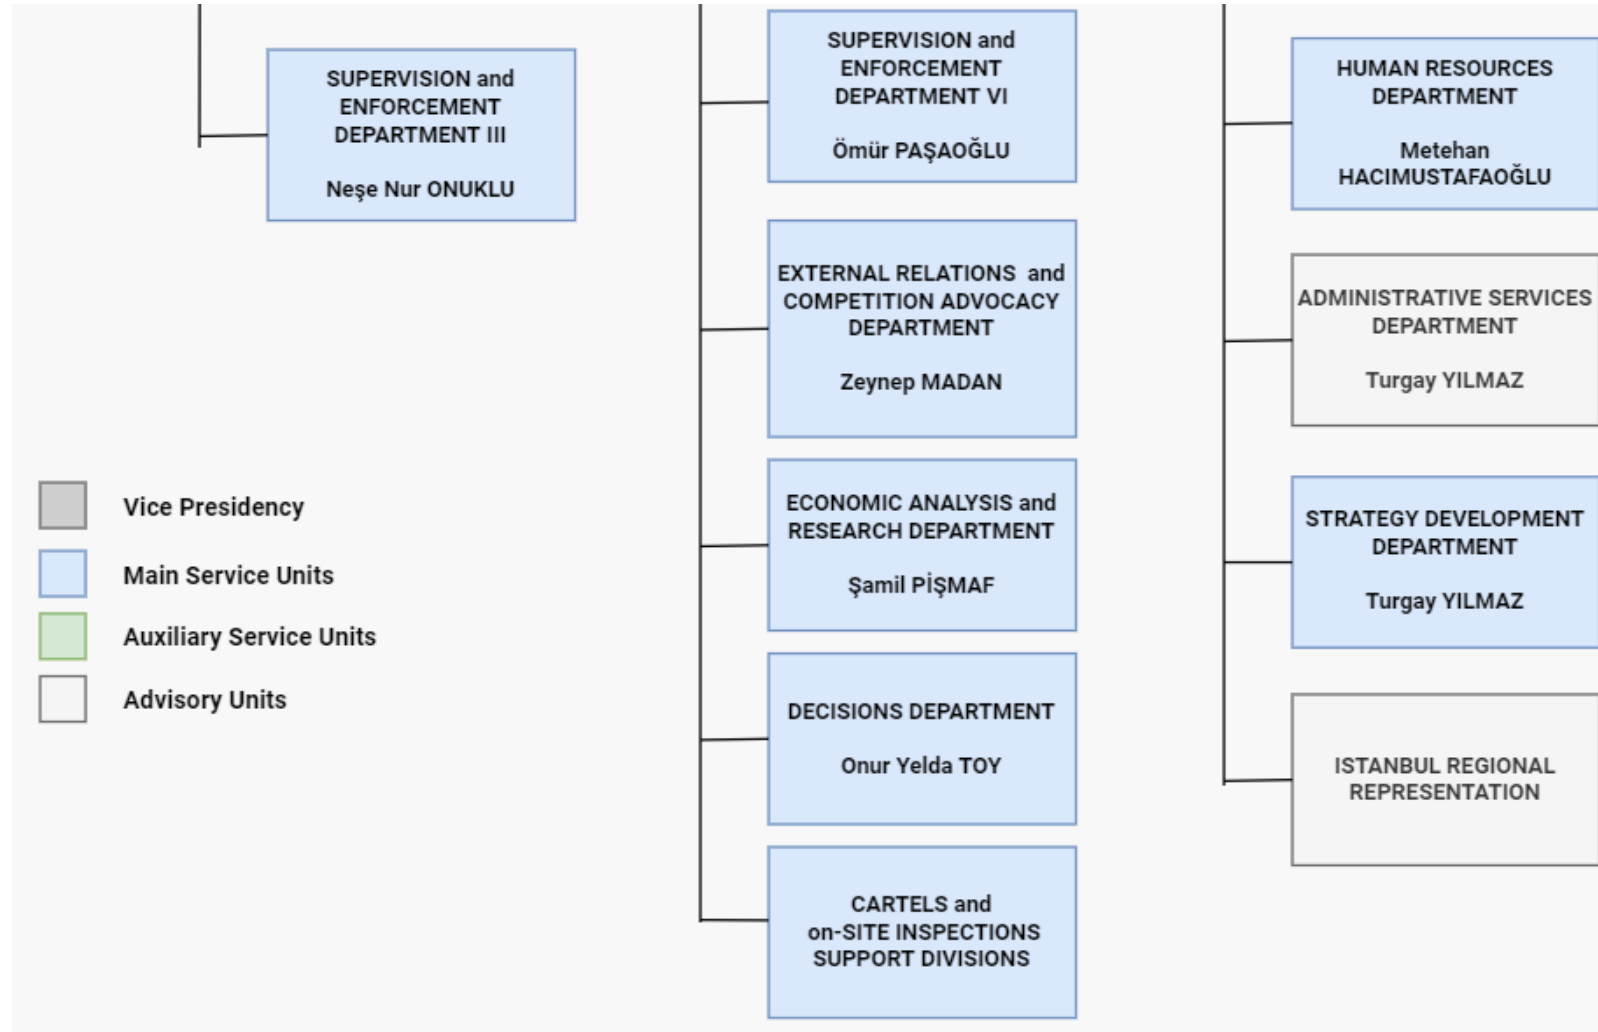 SUPERVISION and
ENFORCEMENT
DEPARTMENT III
Neşe Nur ONUKLU
SUPERVISION and
ENFORCEMENT
DEPARTMENT VI
Ömür PAŞAOĞLU
EXTERNAL RELATIONS  and
COMPETITION ADVOCACY
DEPARTMENT
Zeynep MADAN
ECONOMIC ANALYSIS and
RESEARCH DEPARTMENT
Şamil PİŞMAF
DECISIONS DEPARTMENT
Onur Yelda TOY
CARTELS and
on-SITE INSPECTIONS
SUPPORT DIVISIONS
HUMAN RESOURCES
DEPARTMENT
Metehan
HACIMUSTAFAOĞLU
ADMINISTRATIVE SERVICES
DEPARTMENT
Turgay YILMAZ
STRATEGY DEVELOPMENT
DEPARTMENT
Turgay YILMAZ
ISTANBUL REGIONAL
REPRESENTATION
Vice Presidency
Main Service Units
Auxiliary Service Units
Advisory Units